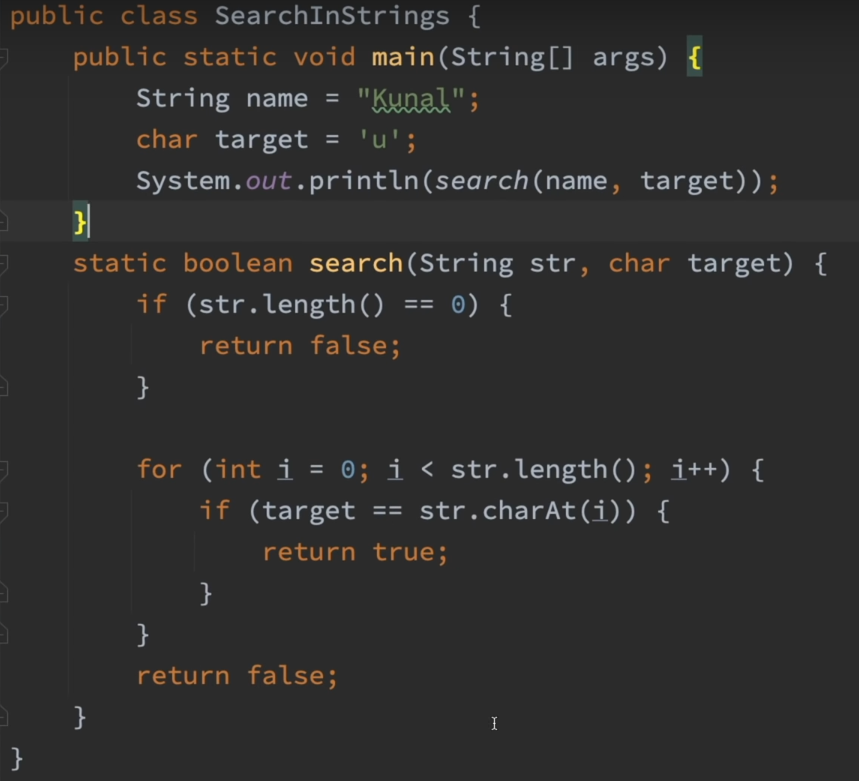 public class SearchInStrings {
    public static void main(String[] args) {
        String name = "Kunal";
        char target = 'u';
        System.out.println(search(name, target));
    }
    static boolean search(String str, char target) {
        if (str.length() == 0) {
            return false;
        }

        for (int i = 0; i < str.length(); i++) {
            if (target == str.charAt(i)) {
                return true;
            }
        }
        return false;
    }
}